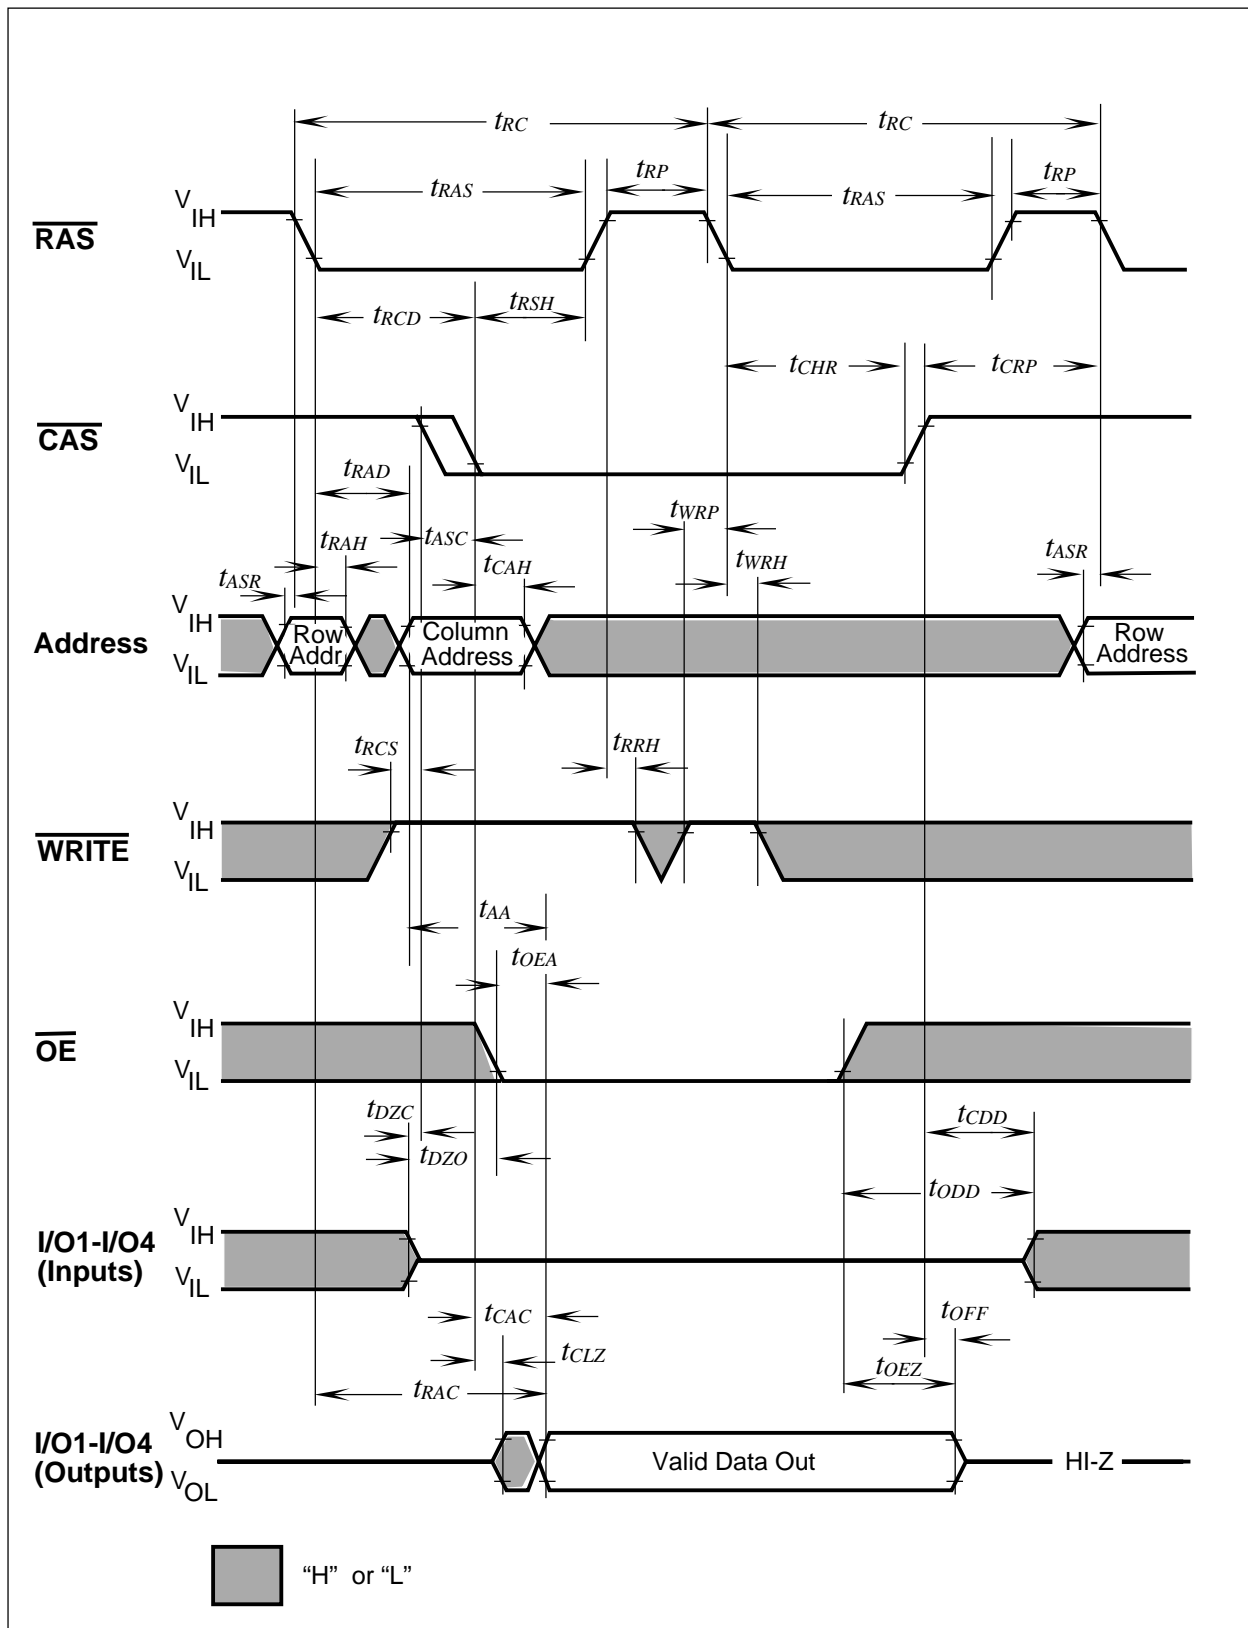 tRC tRC
tRP tRP
tRAS tRAS
VIH
RAS
VIL
tRCD tRSH
tCHR tCRP
VIH
CAS
VIL
tRAD
tWRP
tASC
tRAH
tCAH
tWRH
tASR
tASR
VIH
Address
VIL
Row
Addr
Column
Address
Row
Address
tRCS tRRH
VIH
WRITE
VIL
tAA
tOEA
VIH
OE
VIL
tDZC
tCDD
tDZO
tODD
VIH
I/O1-I/O4
(Inputs)
VIL
tCAC
tOFF
tCLZ
tOEZ
tRAC
VOH
I/O1-I/O4
(Outputs)
VOL
Valid Data Out
HI-Z
“H” or “L”